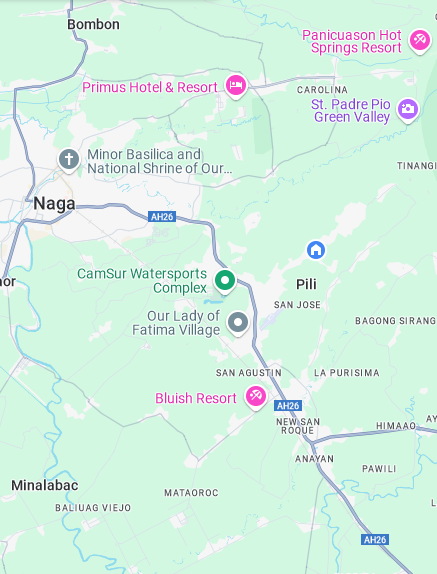 Bombon
Panicuason Hot
Springs Resort
Primus Hotel & Resort
CAROLINA
St. Padre Pio
Green Valley
Minor Basilica and
National Shrine of Our...
TINANGI
Naga
AH26
CamSur Watersports
Complex
nor
Pili
SAN JOSE
Our Lady of
Fatima Village
BAGONG SIRANG
SAN AGUSTIN
LA PURISIMA
Bluish Resort
AH26
NEW SAN
ROQUE
HIMAAO
AY
ANAYAN
PAWILI
Minalabac
MATAOROC
BALIUAG VIEJO
AH26